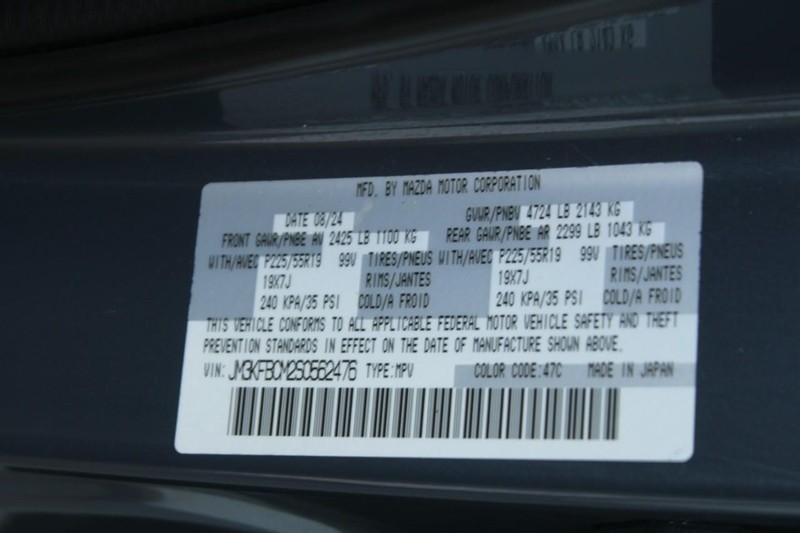 MFD. BY MAZDA MOTOR CORPORATION
DATE 08/24 GVWR/PNBV 4724 LB 2143 KG
FRONT GAWR/PNBE AV 2425 LB 1100 KG REAR GAWR/PNBE AR 2299 LB 1043 KG
WITH/AVEC P225/55R19 99V TIRES/PNEUS WITH/AVEC P225/55R19 99V TIRES/PNEUS
19X7J RIMS/JANTES 19X7J RIMS/JANTES
240 KPA/35 PSI COLD/A FROID 240 KPA/35 PSI COLD/A FROID
THIS VEHICLE CONFORMS TO ALL APPLICABLE FEDERAL MOTOR VEHICLE SAFETY AND THEFT
PREVENTION STANDARDS IN EFFECT ON THE DATE OF MANUFACTURE SHOWN ABOVE.
VIN: JM3KFBCM2S0562476 TYPE:MPV COLOR CODE:47C MADE IN JAPAN